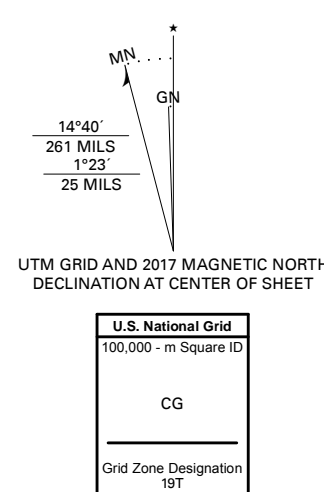 ★
MN
GN
14°40´
261 MILS
1°23´
25 MILS
UTM GRID AND 2017 MAGNETIC NORTH
DECLINATION AT CENTER OF SHEET
U.S. National Grid
100,000 - m Square ID
CG
Grid Zone Designation
19T